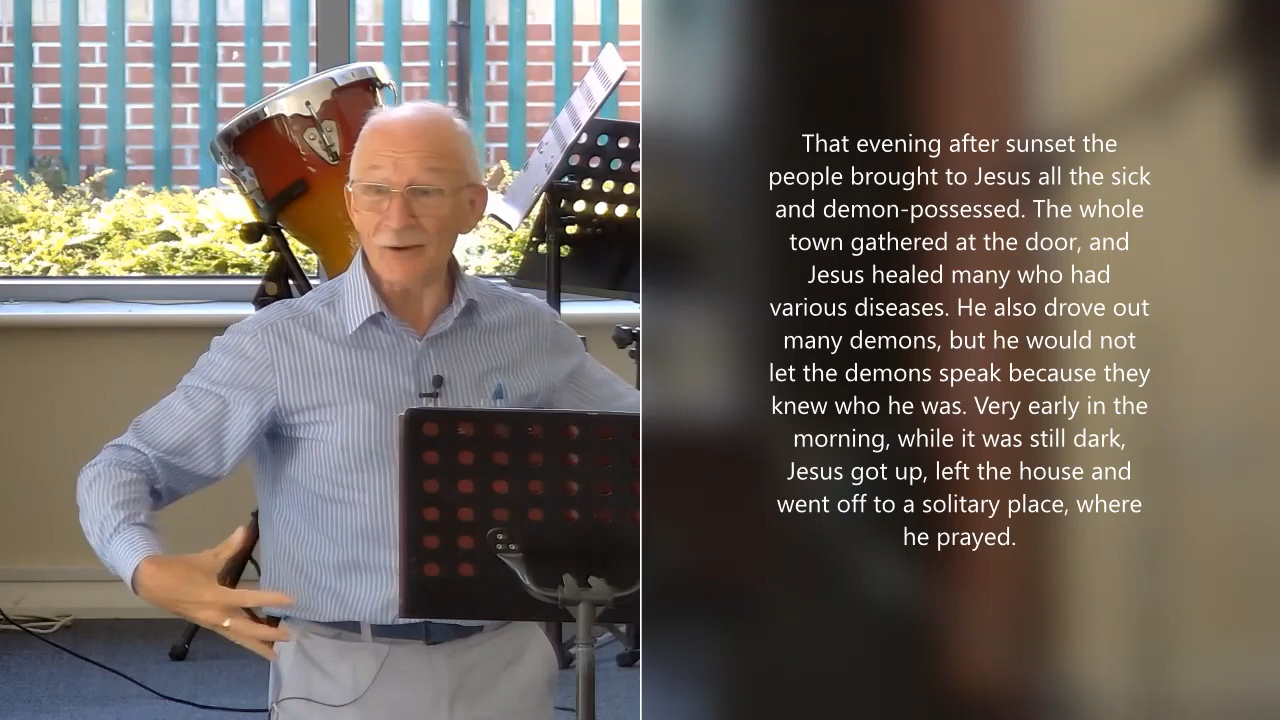 That evening after sunset the
people brought to Jesus all the sick
and demon-possessed. The whole
town gathered at the door, and
Jesus healed many who had
various diseases. He also drove out
many demons, but he would not
let the demons speak because they
knew who he was. Very early in the
morning, while it was still dark,
Jesus got up, left the house and
went off to a solitary place, where
he prayed.